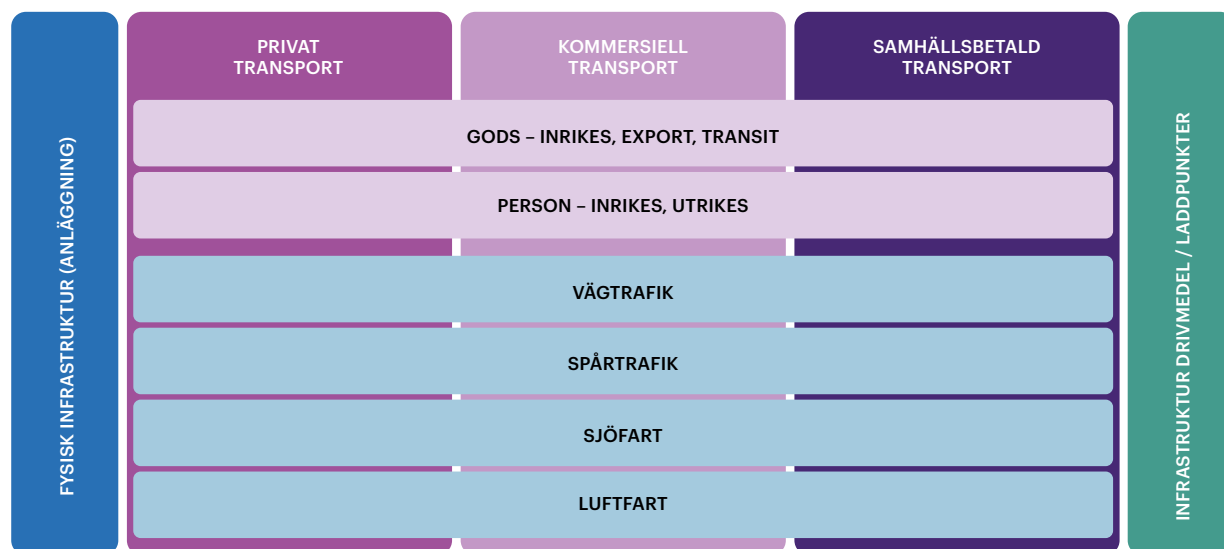 FYSISK INFRASTRUKTUR (ANLÄGGNING)
PRIVAT
TRANSPORT
KOMMERSIELL
TRANSPORT
SAMHÄLLSBETALD
TRANSPORT
GODS – INRIKES, EXPORT, TRANSIT
PERSON – INRIKES, UTRIKES
VÄGTRAFIK
SPÅRTRAFIK
SJÖFART
LUFTFART
INFRASTRUKTUR DRIVMEDEL / LADDPUNKTER